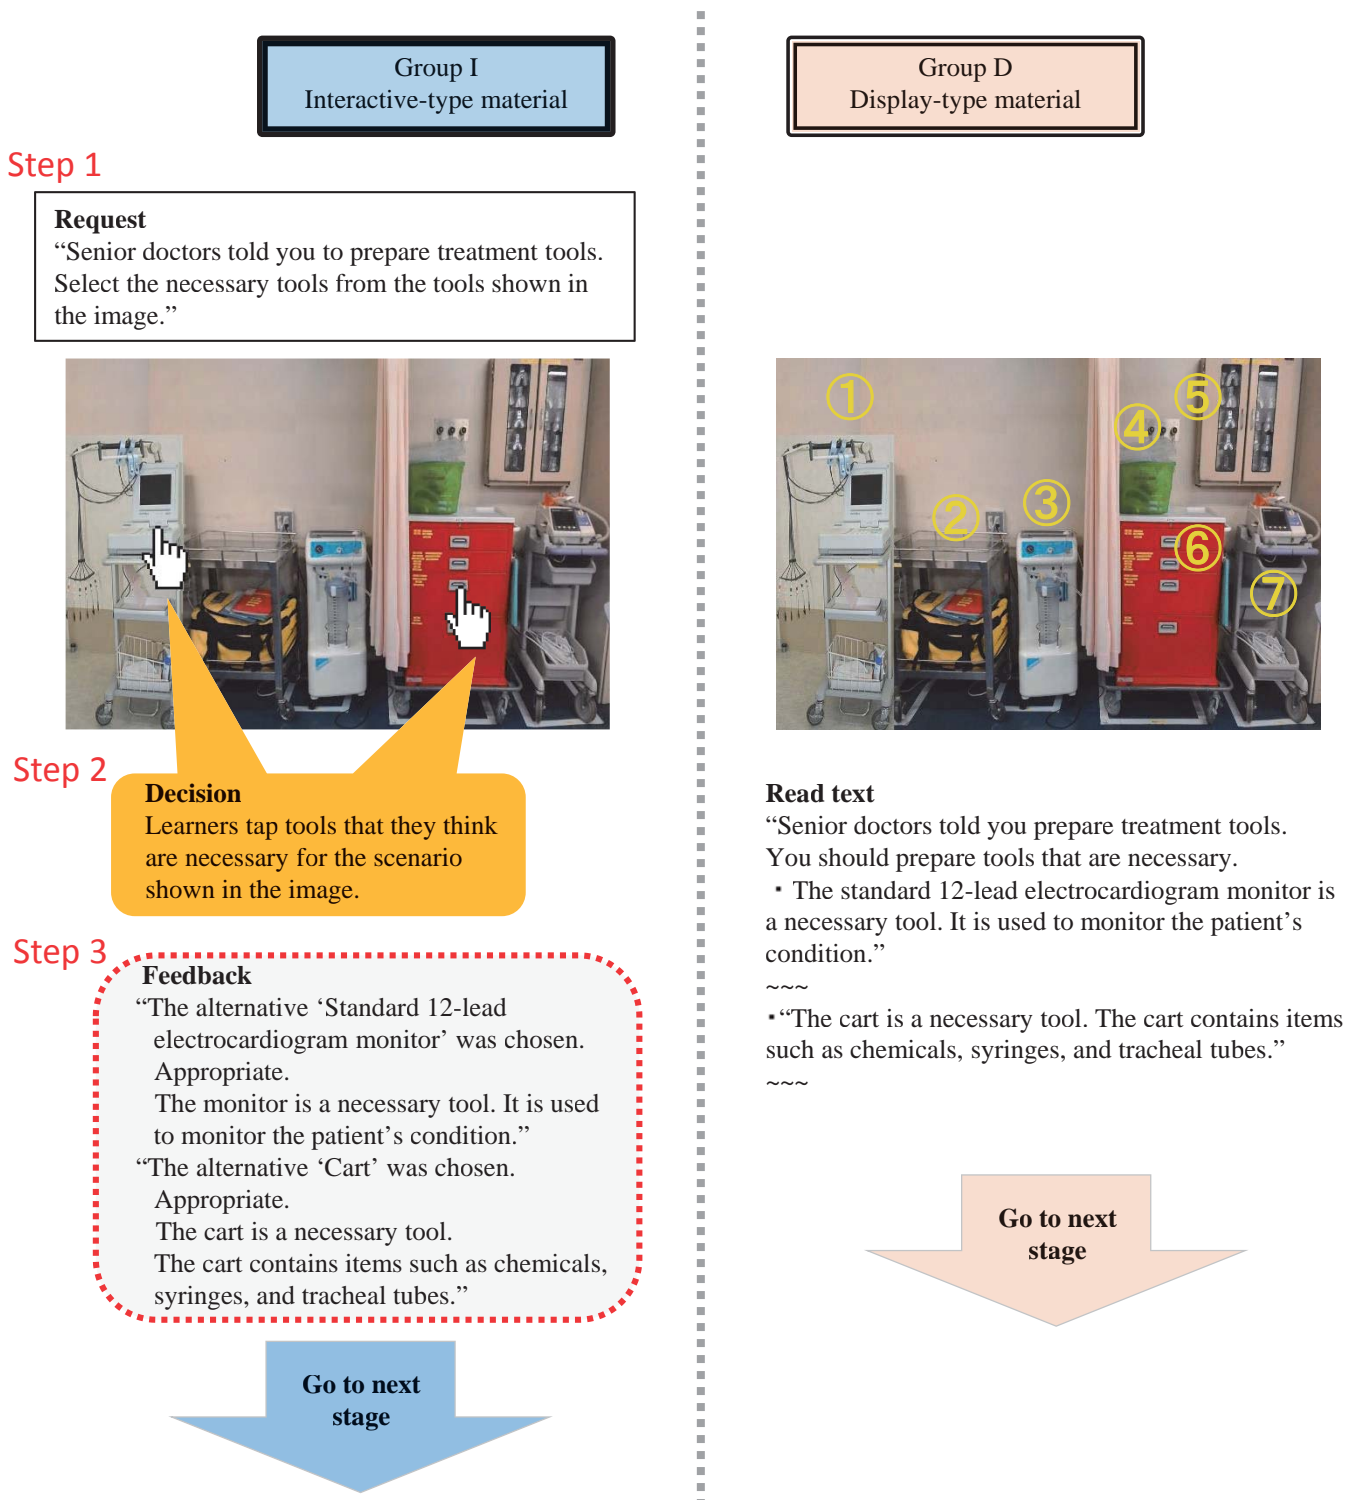 Group I
Interactive-type material
Step 1
Request
“Senior doctors told you to prepare treatment tools.
Select the necessary tools from the tools shown in
the image.”
Step 2
Decision
Learners tap tools that they think
are necessary for the scenario
shown in the image.
Step 3
Feedback
“The alternative ‘Standard 12-lead
electrocardiogram monitor’ was chosen.
Appropriate.
The monitor is a necessary tool. It is used
to monitor the patient’s condition.”
“The alternative ‘Cart’ was chosen.
Appropriate.
The cart is a necessary tool.
The cart contains items such as chemicals,
syringes, and tracheal tubes.”
Go to next
stage
Group D
Display-type material
①
②
③
④
⑤
⑥
⑦
Read text
“Senior doctors told you prepare treatment tools.
You should prepare tools that are necessary.
・The standard 12-lead electrocardiogram monitor is
a necessary tool. It is used to monitor the patient’s
condition.”
~~~
・“The cart is a necessary tool. The cart contains items
such as chemicals, syringes, and tracheal tubes.”
~~~
Go to next
stage